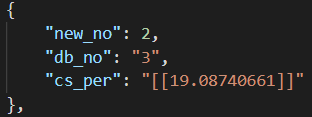 {
"new_no": 2,
"db_no": "3",
"cs_per": "[[19.08740661]]"
},